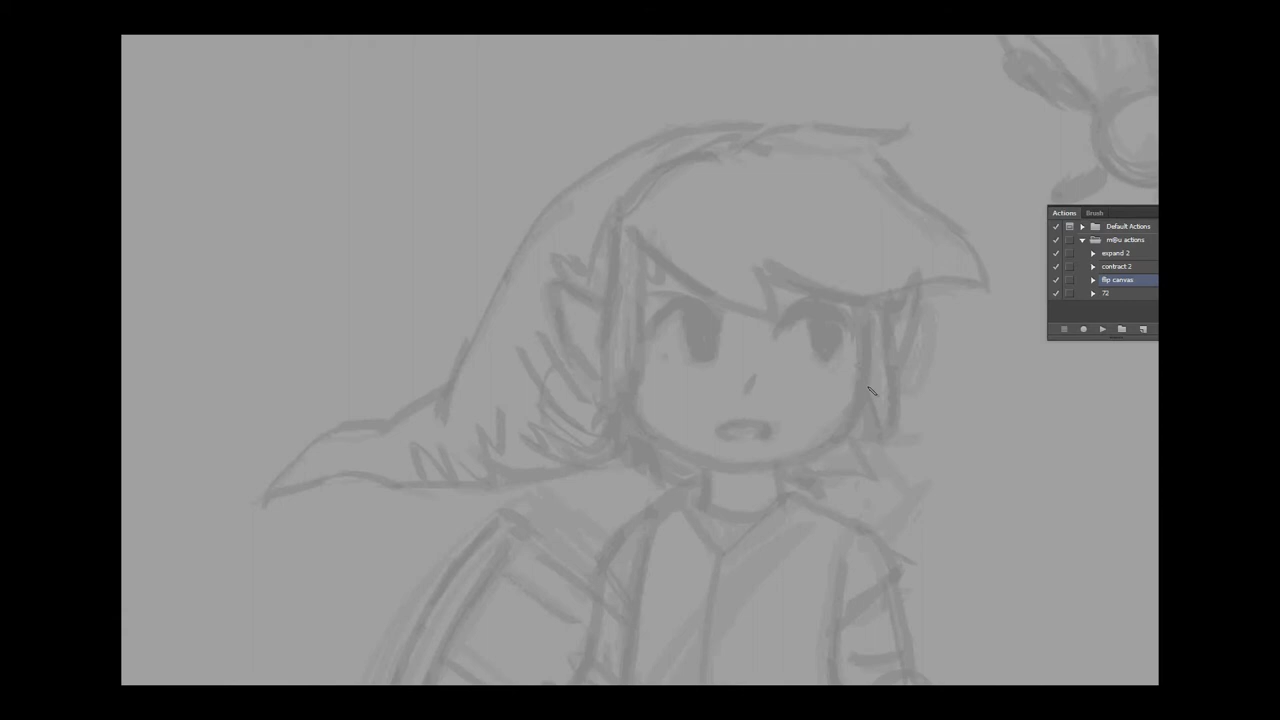 Actions Brush
Default Actions
m@u actions
expand 2
contract 2
flip canvas
72